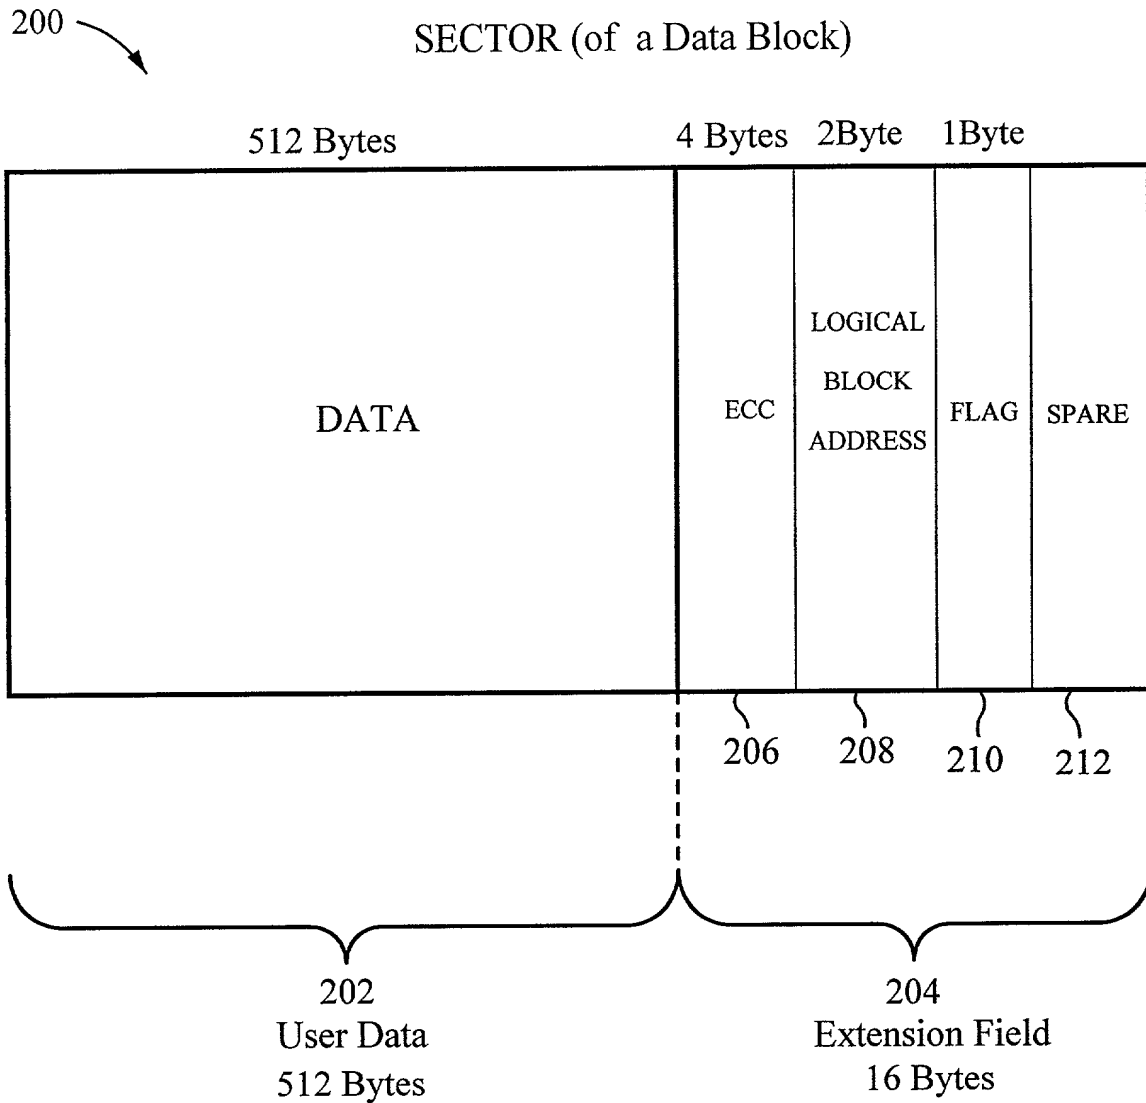 200
SECTOR (of a Data Block)
512 Bytes 4 Bytes 2Byte 1Byte
DATA
ECC
LOGICAL
BLOCK
ADDRESS
FLAG
SPARE
206 208 210 212
202
User Data
512 Bytes
204
Extension Field
16 Bytes